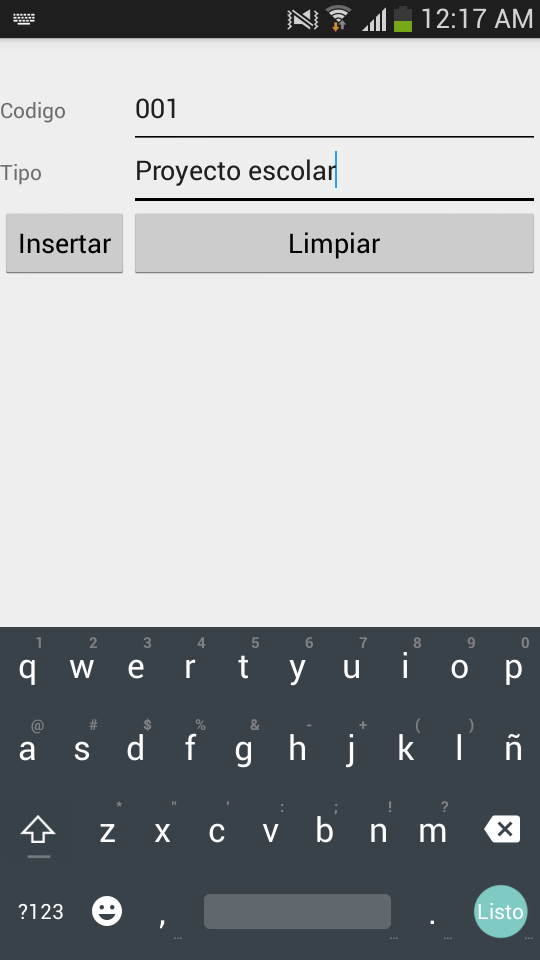 12:17 AM
Codigo 001
Tipo Proyecto escolar
Insertar Limpiar
1 2 3 4 5 6 7 8 9 0
q w e r t y u i o p
@ # $ % & - + ( )
a s d f g h j k l ñ
* " ' : ; ! ?
z x c v b n m
?123 , . Listo